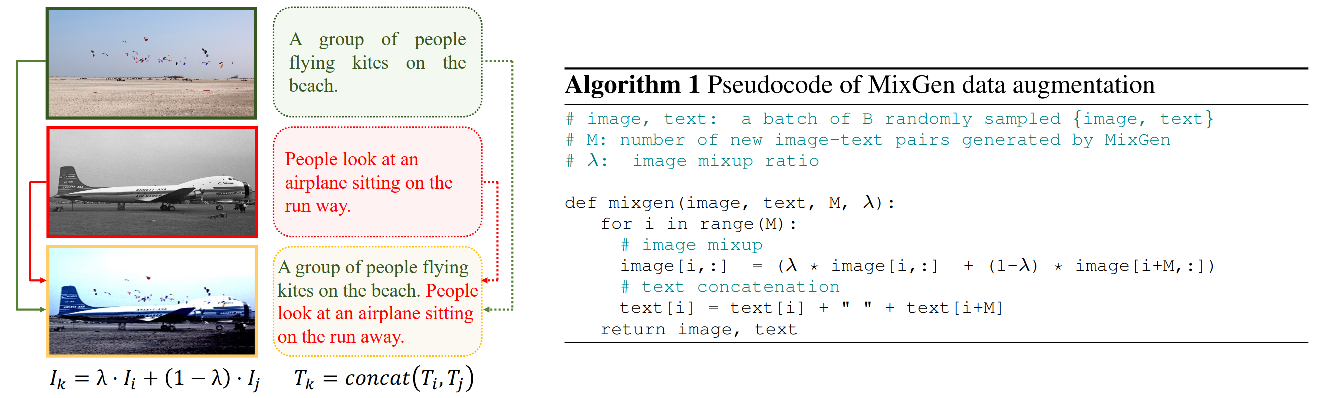 A group of people
flying kites on the
beach.
People look at an
airplane sitting on the
run way.
A group of people flying
kites on the beach. People
look at an airplane sitting
on the run away.
I_k = λ · I_i + (1 − λ) · I_j
T_k = concat(T_i, T_j)
Algorithm 1 Pseudocode of MixGen data augmentation
# image, text: a batch of B randomly sampled {image, text}
# M: number of new image-text pairs generated by MixGen
# λ: image mixup ratio
def mixgen(image, text, M, λ):
for i in range(M):
# image mixup
image[i,:] = (λ * image[i,:] + (1-λ) * image[i+M,:])
# text concatenation
text[i] = text[i] + " " + text[i+M]
return image, text